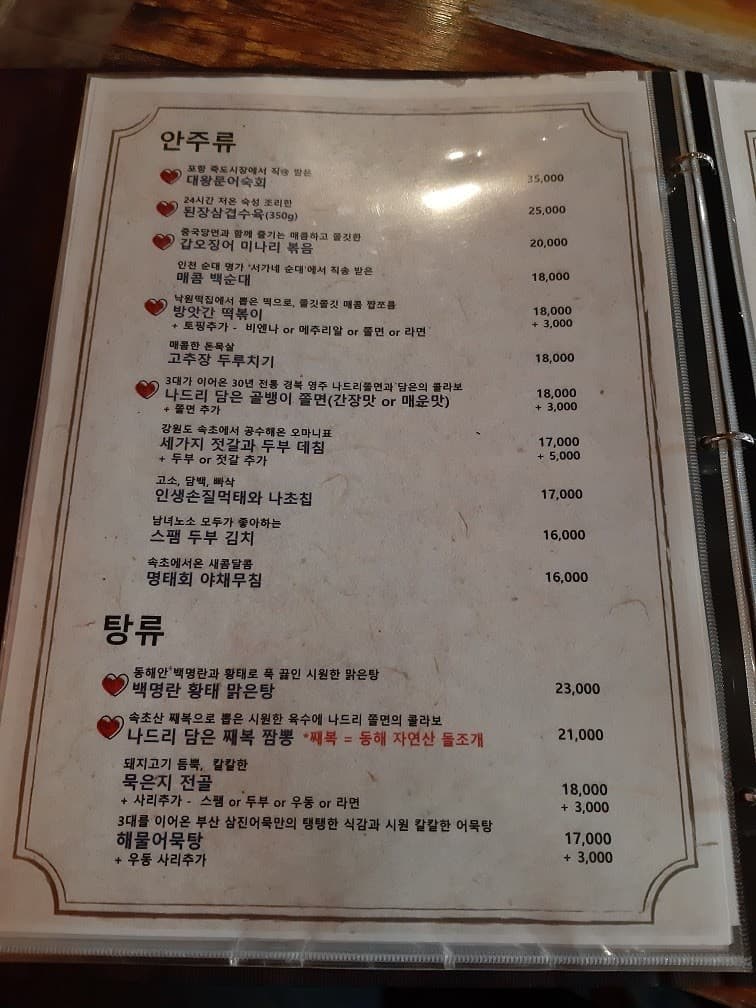 안주류
포항 죽도시장에서 직송 받은
대왕문어숙회 35,000
24시간 저온 숙성 조리한
된장삼겹수육(350g) 25,000
중국당면과 함께 즐기는 매콤하고 쫄깃한
갑오징어 미나리 볶음 20,000
인천 순대 명가 '서가네 순대'에서 직송 받은
매콤 백순대 18,000
낙원떡집에서 뽑은 떡으로, 쫄깃쫄깃 매콤 짭쪼름
방앗간 떡볶이 18,000
+ 토핑추가 - 비엔나 or 메추리알 or 쫄면 or 라면 + 3,000
매콤한 돈목살
고추장 두루치기 18,000
3대가 이어온 30년 전통 경북 영주 나드리쫄면과 담은의 콜라보
나드리 담은 골뱅이 쫄면(간장맛 or 매운맛) 18,000
+ 쫄면 추가 + 3,000
강원도 속초에서 공수해온 오마니표
세가지 젓갈과 두부 데침 17,000
+ 두부 or 젓갈 추가 + 5,000
고소, 담백, 빠삭
인생손질먹태와 나초칩 17,000
남녀노소 모두가 좋아하는
스팸 두부 김치 16,000
속초에서온 새콤달콤
명태회 야채무침 16,000
탕류
동해안 백명란과 황태로 푹 끓인 시원한 맑은탕
백명란 황태 맑은탕 23,000
속초산 째복으로 뽑은 시원한 육수에 나드리 쫄면의 콜라보
나드리 담은 째복 짬뽕 *째복 = 동해 자연산 돌조개 21,000
돼지고기 듬뿍, 칼칼한
묵은지 전골 18,000
+ 사리추가 - 스팸 or 두부 or 우동 or 라면 + 3,000
3대를 이어온 부산 삼진어묵만의 탱탱한 식감과 시원 칼칼한 어묵탕
해물어묵탕 17,000
+ 우동 사리추가 + 3,000